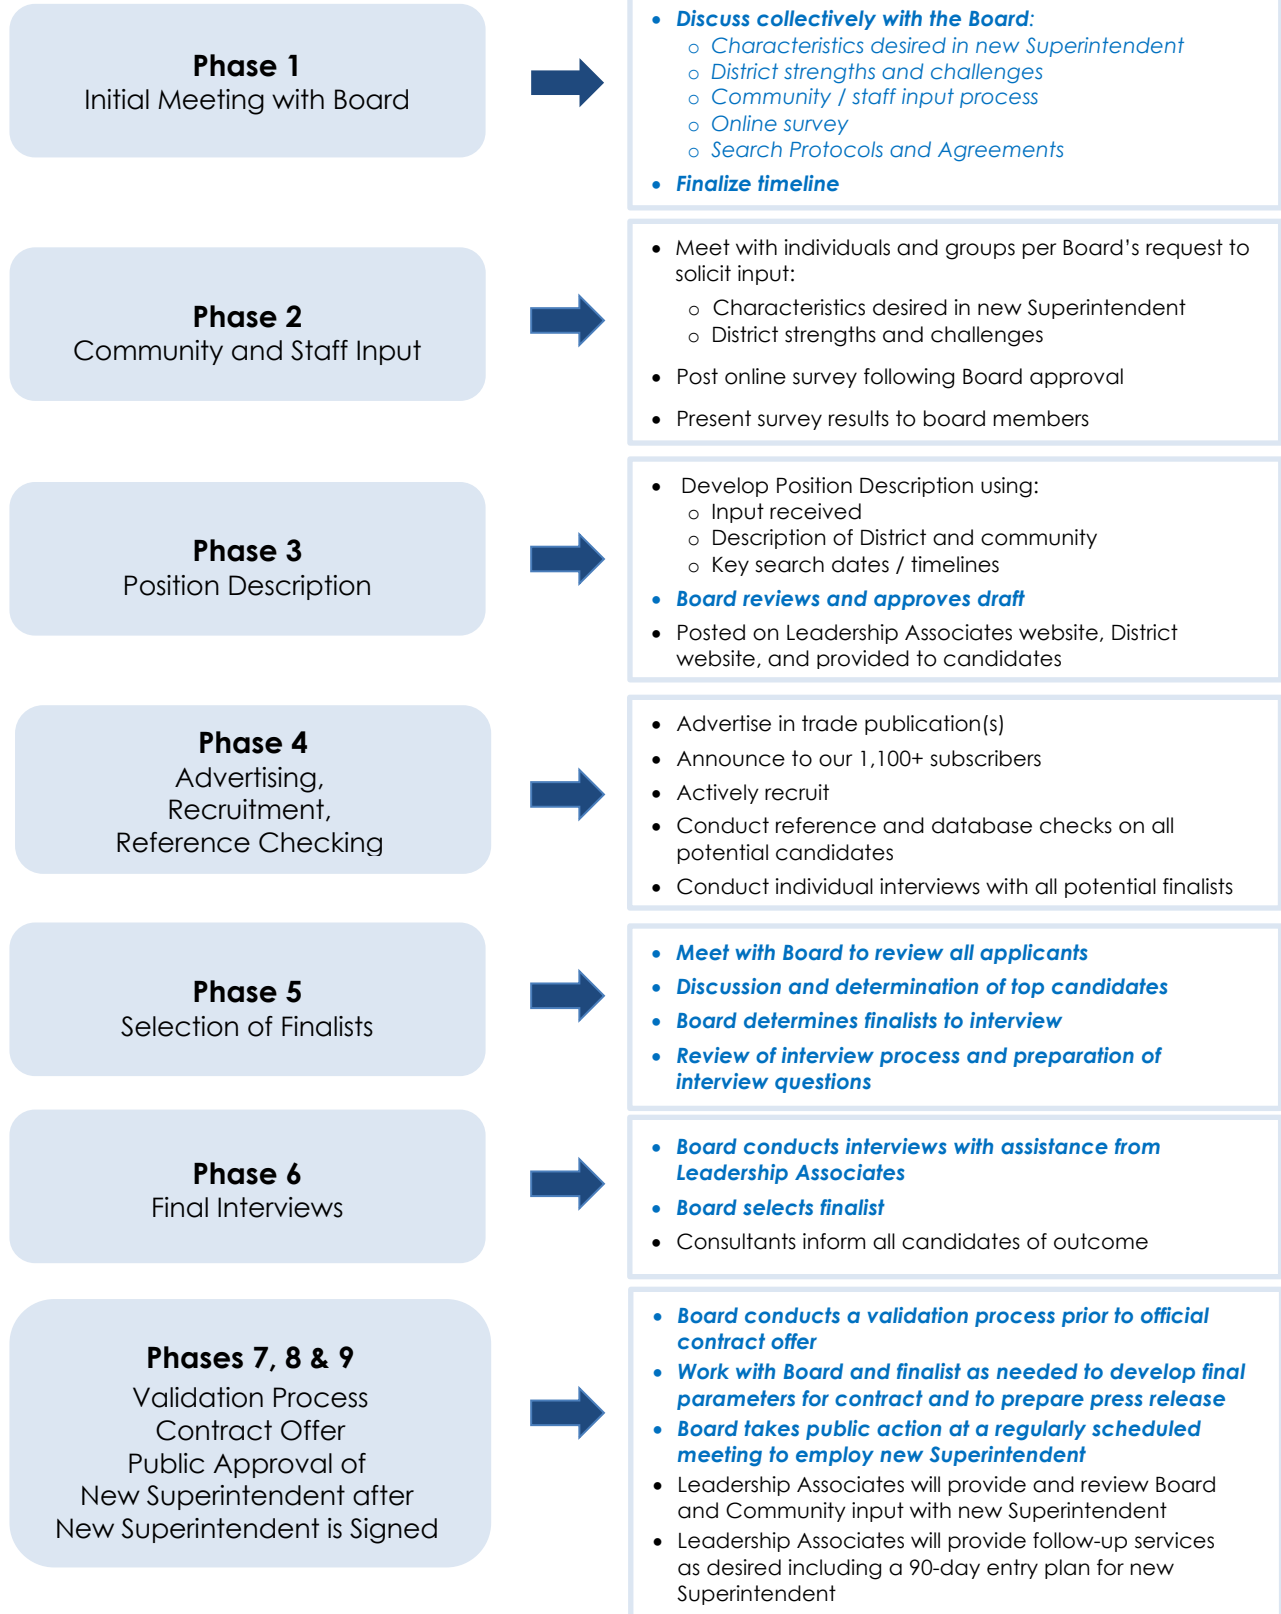 Phase 1
Initial Meeting with Board
• Discuss collectively with the Board:
o Characteristics desired in new Superintendent
o District strengths and challenges
o Community / staff input process
o Online survey
o Search Protocols and Agreements
• Finalize timeline
Phase 2
Community and Staff Input
• Meet with individuals and groups per Board’s request to
solicit input:
o Characteristics desired in new Superintendent
o District strengths and challenges
• Post online survey following Board approval
• Present survey results to board members
Phase 3
Position Description
• Develop Position Description using:
o Input received
o Description of District and community
o Key search dates / timelines
• Board reviews and approves draft
• Posted on Leadership Associates website, District
website, and provided to candidates
Phase 4
Advertising,
Recruitment,
Reference Checking
• Advertise in trade publication(s)
• Announce to our 1,100+ subscribers
• Actively recruit
• Conduct reference and database checks on all
potential candidates
• Conduct individual interviews with all potential finalists
Phase 5
Selection of Finalists
• Meet with Board to review all applicants
• Discussion and determination of top candidates
• Board determines finalists to interview
• Review of interview process and preparation of
interview questions
Phase 6
Final Interviews
• Board conducts interviews with assistance from
Leadership Associates
• Board selects finalist
• Consultants inform all candidates of outcome
Phases 7, 8 & 9
Validation Process
Contract Offer
Public Approval of
New Superintendent after
New Superintendent is Signed
• Board conducts a validation process prior to official
contract offer
• Work with Board and finalist as needed to develop final
parameters for contract and to prepare press release
• Board takes public action at a regularly scheduled
meeting to employ new Superintendent
• Leadership Associates will provide and review Board
and Community input with new Superintendent
• Leadership Associates will provide follow-up services
as desired including a 90-day entry plan for new
Superintendent